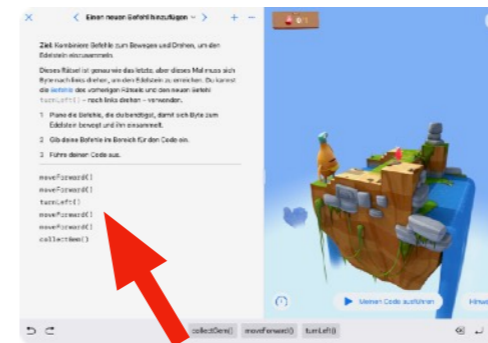 Einen neuen Befehl hinzufügen
0/1
Ziel: Kombiniere Befehle zum Bewegen und Drehen, um den
Edelstein einzusammeln.
Dieses Rätsel ist genau wie das letzte, aber dieses Mal muss sich
Byte nach links drehen, um den Edelstein zu erreichen. Du kannst
die Befehle des vorherigen Rätsels und den neuen Befehl
turnLeft() – nach links drehen – verwenden.
1 Plane die Befehle, die du benötigst, damit sich Byte zum
Edelstein bewegt und ihn einsammelt.
2 Gib deine Befehle im Bereich für den Code ein.
3 Führe deinen Code aus.
moveForward()
moveForward()
turnLeft()
moveForward()
moveForward()
collectGem()
Meinen Code ausführen
Hinwe
collectGem() moveForward() turnLeft()